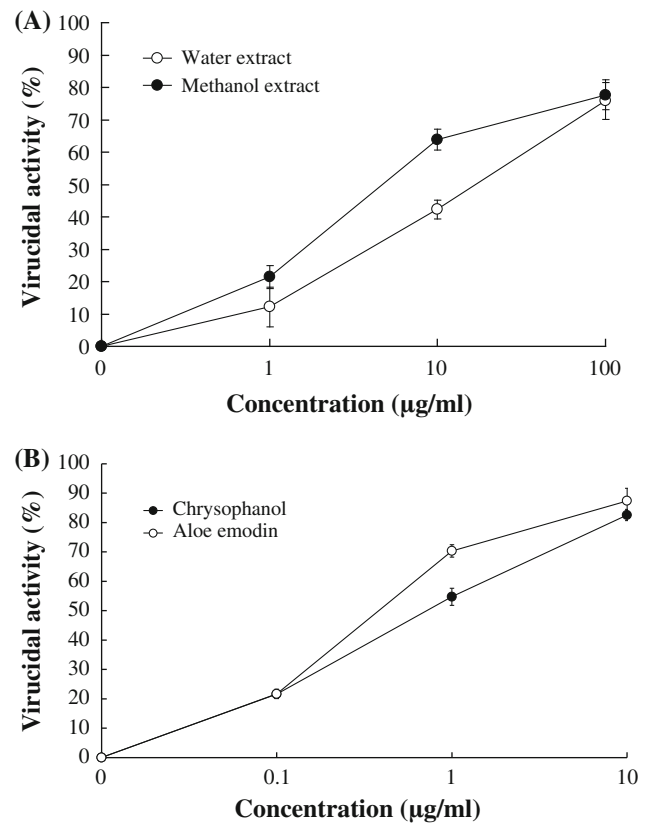 (A)
100
90
80
70
60
50
40
30
20
10
0
Virucidal activity (%)
Water extract
Methanol extract
0 1 10 100
Concentration (µg/ml)
(B)
100
90
80
70
60
50
40
30
20
10
0
Virucidal activity (%)
Chrysophanol
Aloe emodin
0 0.1 1 10
Concentration (µg/ml)